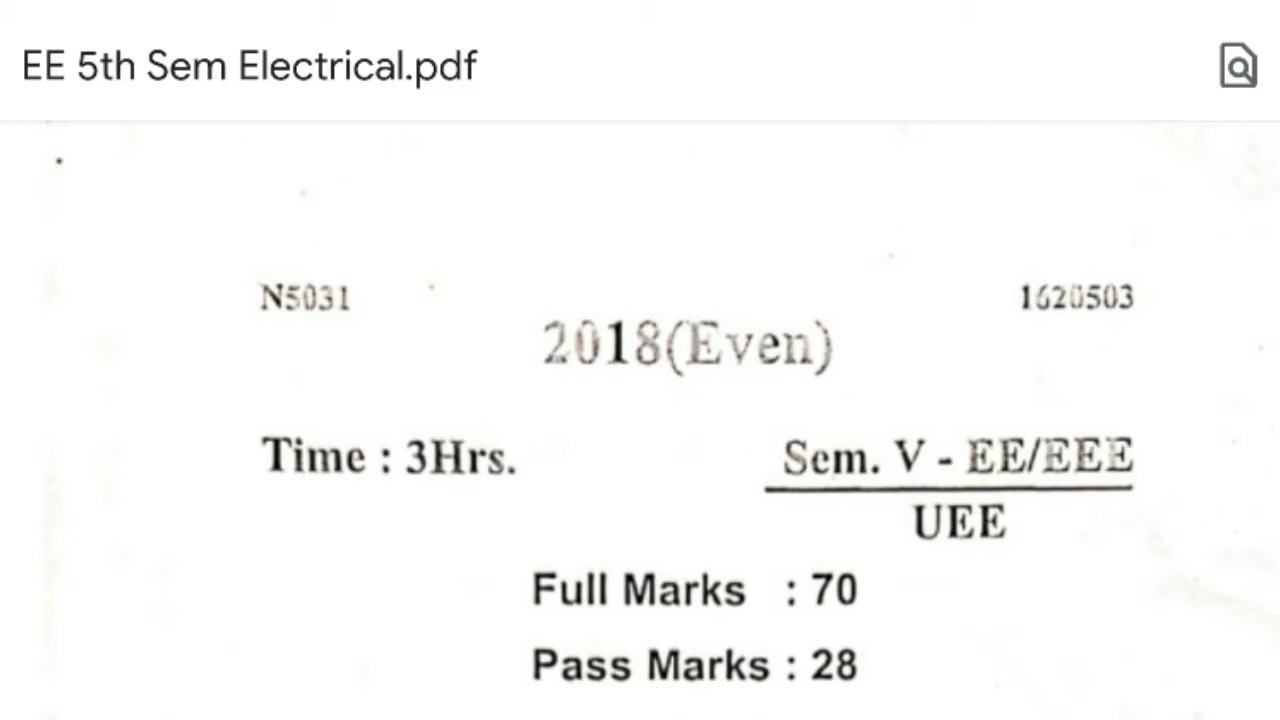 EE 5th Sem Electrical.pdf
N5031 1620503
2018(Even)
Time : 3Hrs. Sem. V - EE/EEE
UEE
Full Marks : 70
Pass Marks : 28